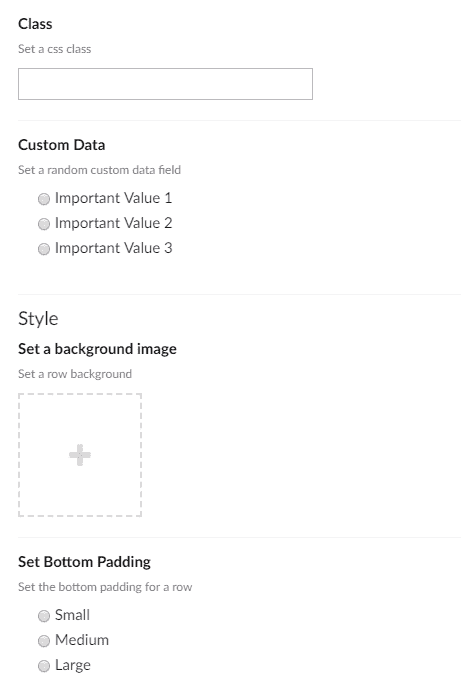 Class
Set a css class
Custom Data
Set a random custom data field
Important Value 1
Important Value 2
Important Value 3
Style
Set a background image
Set a row background
Set Bottom Padding
Set the bottom padding for a row
Small
Medium
Large